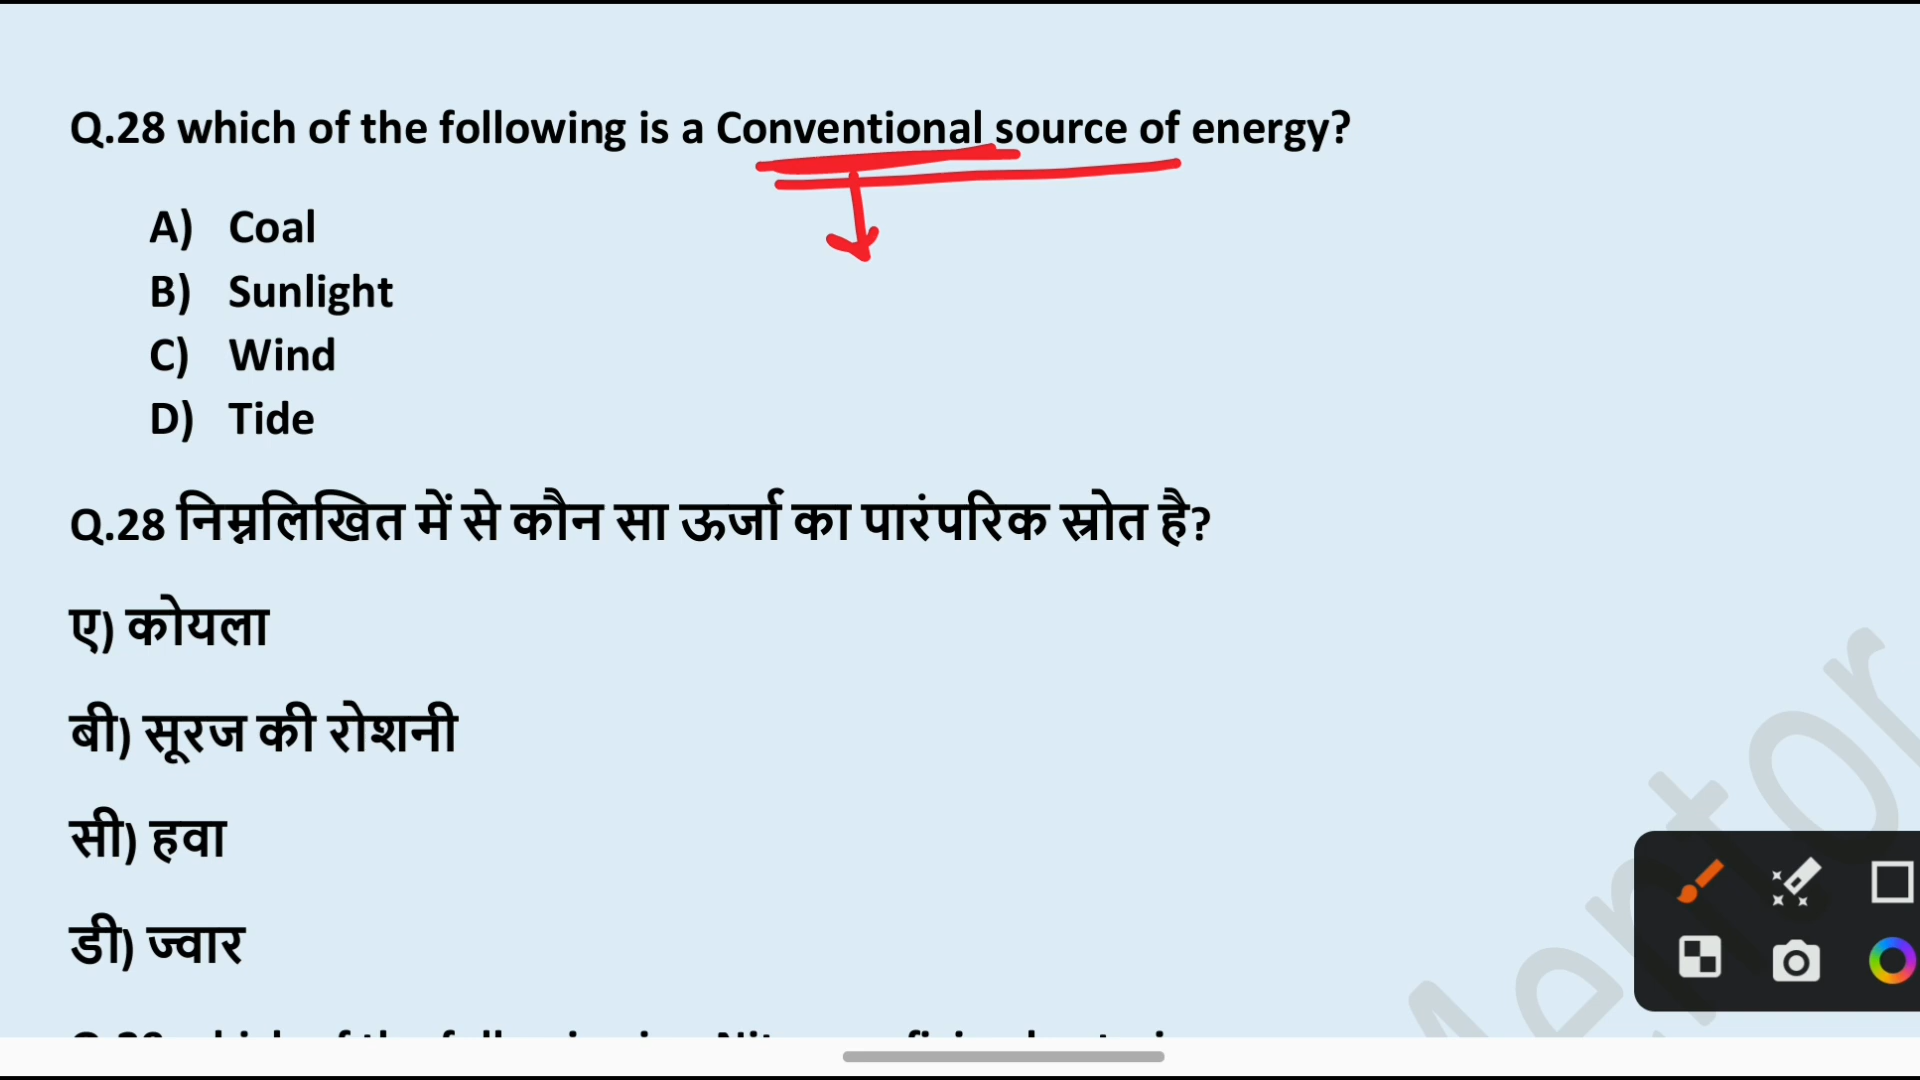 Q.28 which of the following is a Conventional source of energy?
A) Coal
B) Sunlight
C) Wind
D) Tide
Q.28 निम्नलिखित में से कौन सा ऊर्जा का पारंपरिक स्रोत है?
ए) कोयला
बी) सूरज की रोशनी
सी) हवा
डी) ज्वार